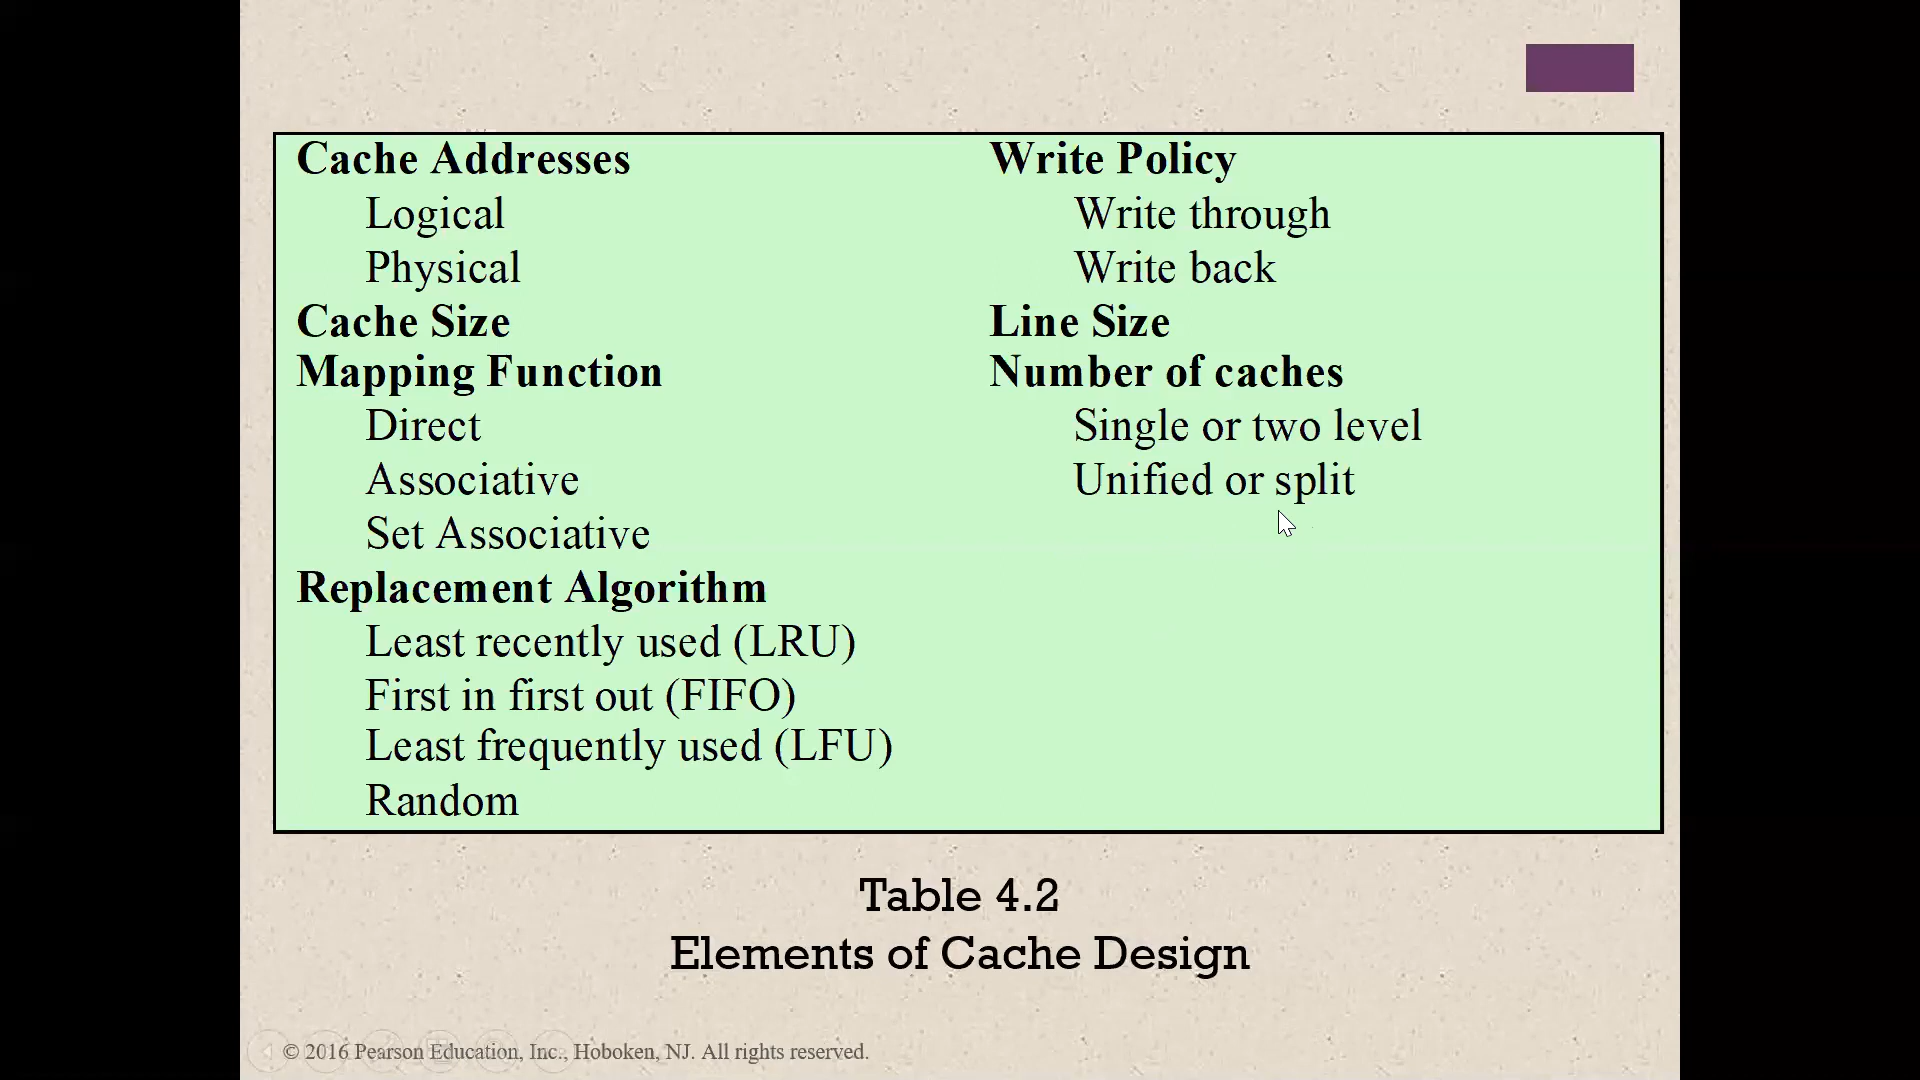 Cache Addresses
Logical
Physical
Cache Size
Mapping Function
Direct
Associative
Set Associative
Replacement Algorithm
Least recently used (LRU)
First in first out (FIFO)
Least frequently used (LFU)
Random
Write Policy
Write through
Write back
Line Size
Number of caches
Single or two level
Unified or split
Table 4.2
Elements of Cache Design
© 2016 Pearson Education, Inc., Hoboken, NJ. All rights reserved.